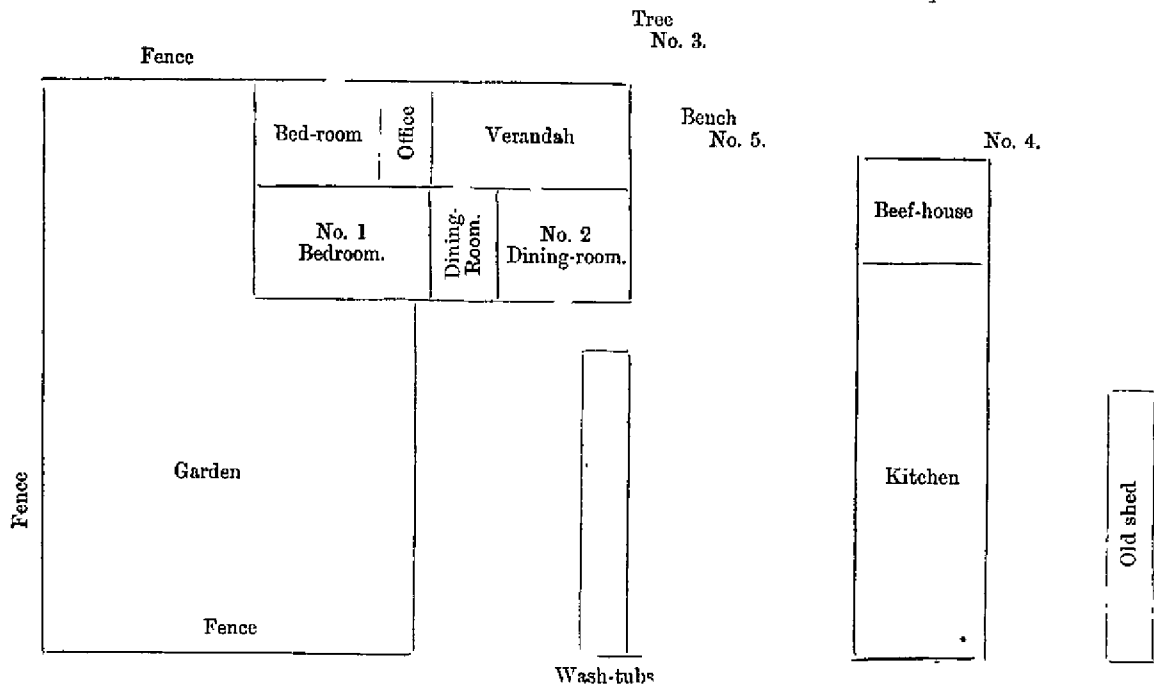 Tree
No. 3.
Fence
Bed-room
Office
Verandah
Bench
No. 5.
No. 4.
Beef-house
No. 1
Bedroom.
Dining-
Room.
No. 2
Dining-room.
Garden
Kitchen
Fence
Old shed
Fence
Wash-tubs